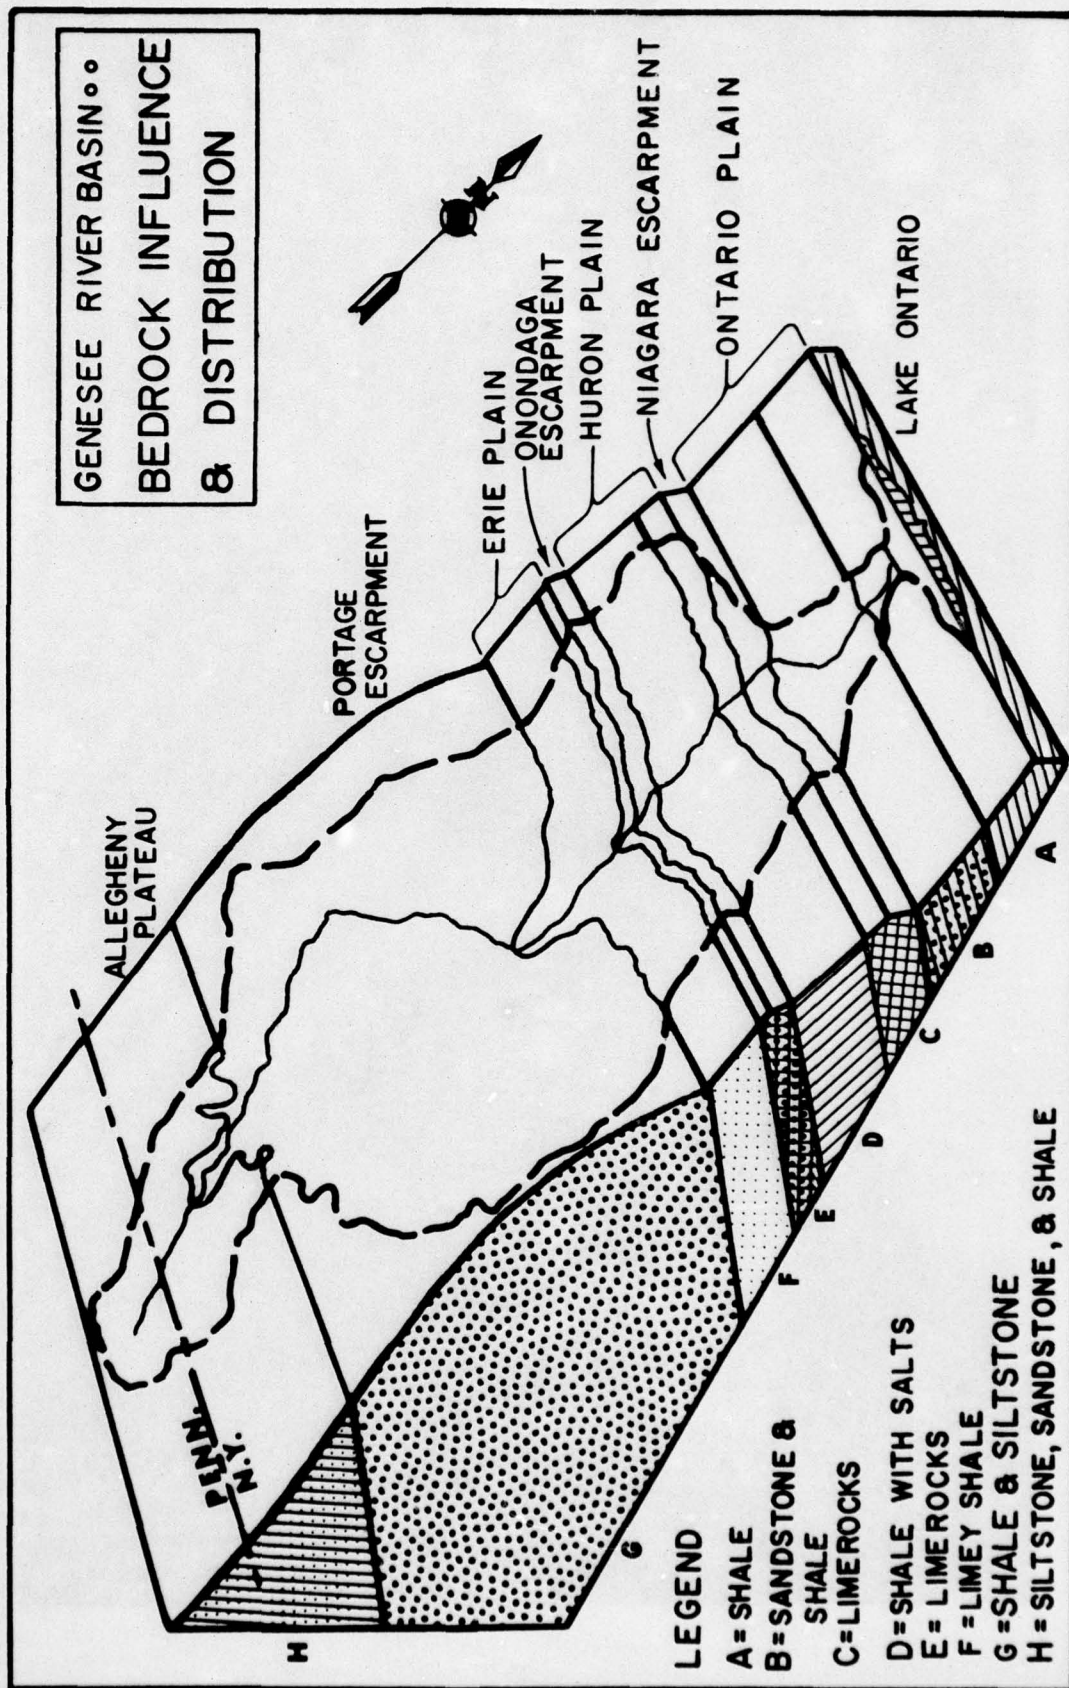 GENESEE RIVER BASIN••
BEDROCK INFLUENCE
& DISTRIBUTION
ALLEGHENY
PLATEAU
PORTAGE
ESCARPMENT
ERIE PLAIN
ONONDAGA
ESCARPMENT
HURON PLAIN
NIAGARA ESCARPMENT
ONTARIO PLAIN
LAKE ONTARIO
N
PENN.
N.Y.
H
G
F
E
D
C
B
A
LEGEND
A = SHALE
B = SANDSTONE &
SHALE
C = LIMEROCKS
D = SHALE WITH SALTS
E = LIMEROCKS
F = LIMEY SHALE
G = SHALE & SILTSTONE
H = SILTSTONE, SANDSTONE, & SHALE